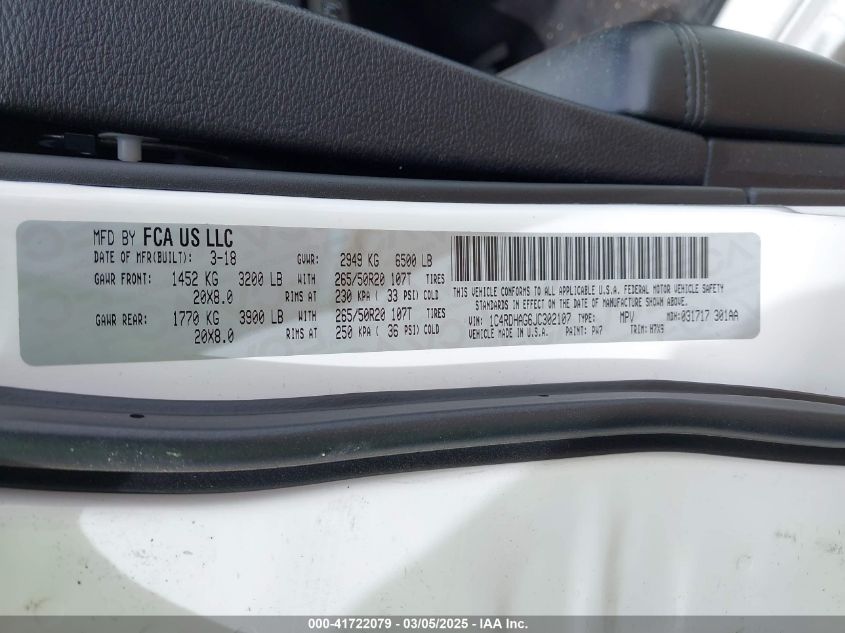 MFD BY FCA US LLC
DATE OF MFR(BUILT): 3-18 GVWR: 2949 KG 6500 LB
GAWR FRONT: 1452 KG 3200 LB WITH 265/50R20 107T TIRES
20X8.0 RIMS AT 230 KPA ( 33 PSI) COLD
GAWR REAR: 1770 KG 3900 LB WITH 265/50R20 107T TIRES
20X8.0 RIMS AT 250 KPA ( 36 PSI) COLD
THIS VEHICLE CONFORMS TO ALL APPLICABLE U.S.A. FEDERAL MOTOR VEHICLE SAFETY
STANDARDS IN EFFECT ON THE DATE OF MANUFACTURE SHOWN ABOVE.
VIN: 1C4RDHAG6JC302107 TYPE: MPV MDH: 031717 301AA
VEHICLE MADE IN U.S.A. PAINT: PW7 TRIM: H7X9
000-41722079 - 03/05/2025 - IAAI.COM